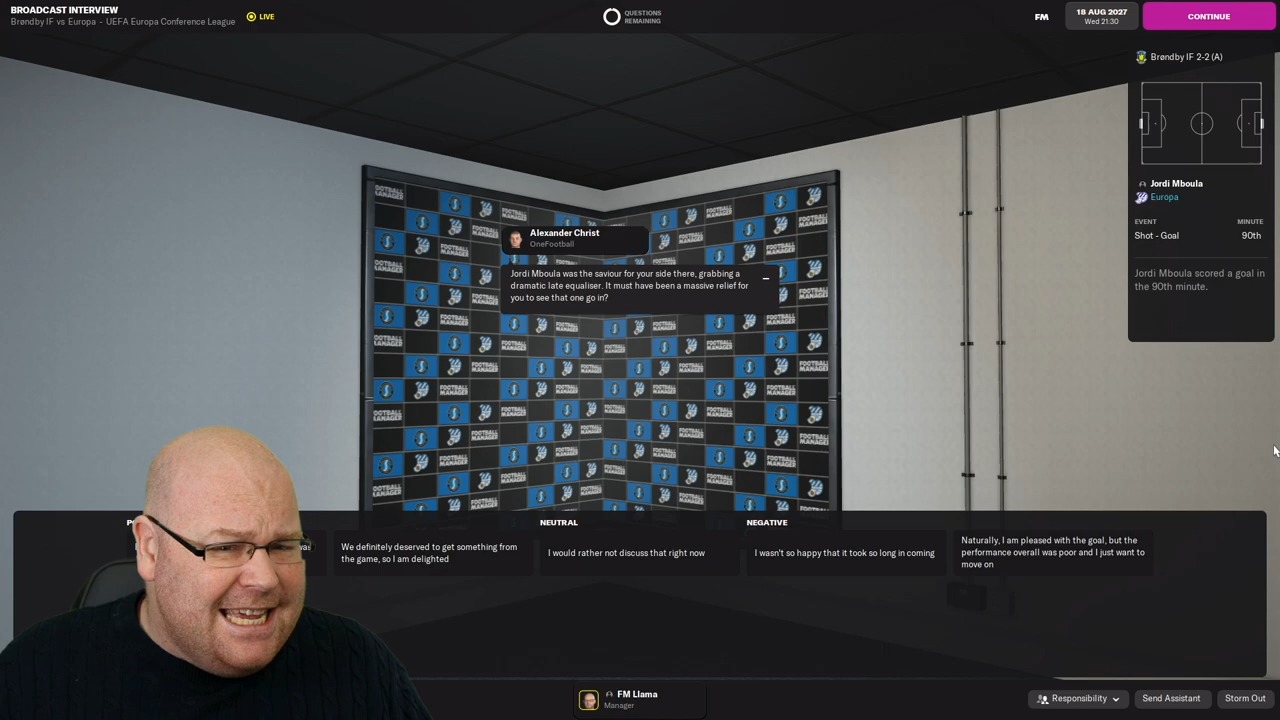 BROADCAST INTERVIEW
Brøndby IF vs Europa - UEFA Europa Conference League
LIVE
QUESTIONS
REMAINING
FM
18 AUG 2027
Wed 21:30
CONTINUE
Brøndby IF 2-2 (A)
Jordi Mboula
Europa
EVENT
MINUTE
Shot - Goal
90th
Jordi Mboula scored a goal in
the 90th minute.
Alexander Christ
OneFootball
Jordi Mboula was the saviour for your side there, grabbing a
dramatic late equaliser. It must have been a massive relief for
you to see that one go in?
FOOTBALL
MANAGER
NEUTRAL
NEGATIVE
We definitely deserved to get something from
the game, so I am delighted
I would rather not discuss that right now
I wasn't so happy that it took so long in coming
Naturally, I am pleased with the goal, but the
performance overall was poor and I just want to
move on
FM Llama
Manager
Responsibility
Send Assistant
Storm Out